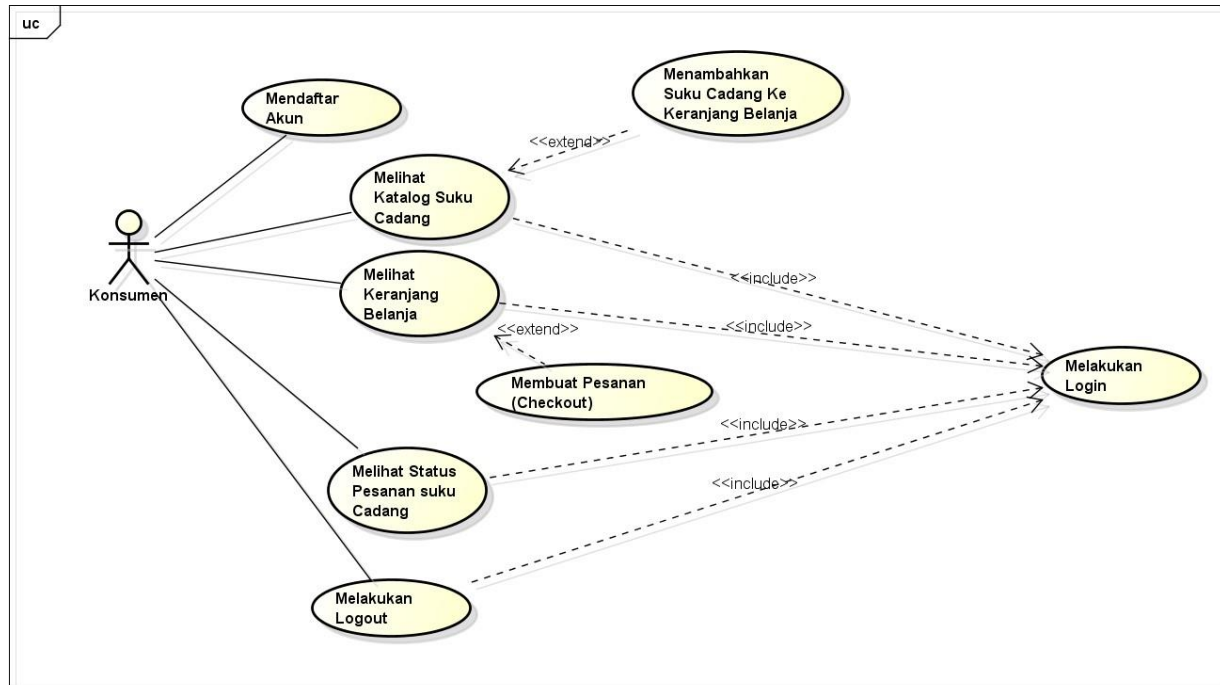 uc
Mendaftar
Akun
Menambahkan
Suku Cadang Ke
Keranjang Belanja
<<extend>>
Melihat
Katalog Suku
Cadang
Konsumen
<<include>>
Melihat
Keranjang
Belanja
<<include>>
<<extend>>
Membuat Pesanan
(Checkout)
Melakukan
Login
<<include>>
Melihat Status
Pesanan suku
Cadang
<<include>>
Melakukan
Logout